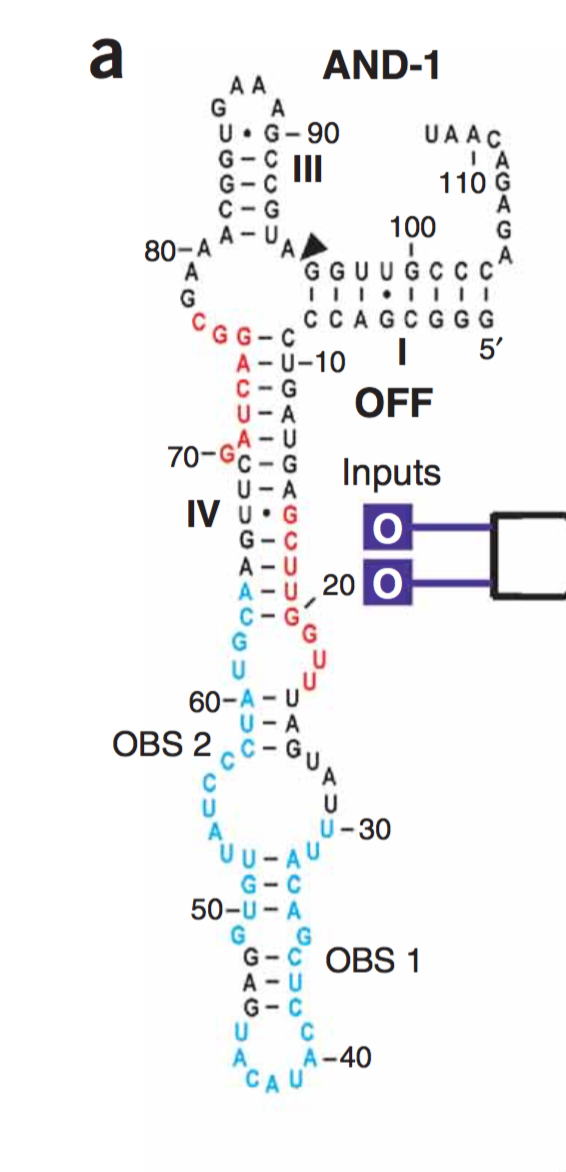 a
AND-1
A A
G A
U • G – 90 U A A C
G – C III A
G – C 110 G
C – G A
A – U A 100 G
80 – A A
A G G U U G C C C
G C C A G C G G G
C G G – C I 5′
A – U – 10
C – G OFF
U – A
A – U
70 – G C – G Inputs
U – A
IV U • G O
G – C
A – U
A – U 20 O
C – G
G G
U U
U
60 – A – U
U – A
OBS 2 C C – G U
C A
U U
A U – 30
U U – A U
G – C
50 – U – A
G G
G – C OBS 1
A – U
G – C
U C
A A – 40
C A U